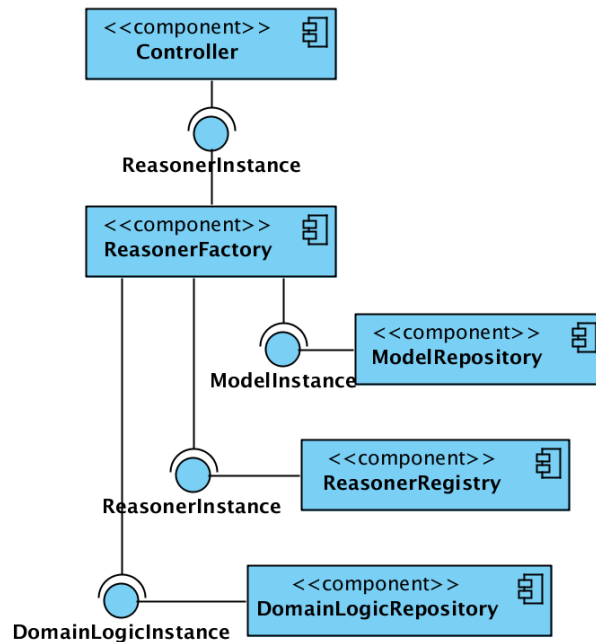 <<component>>
Controller
ReasonerInstance
<<component>>
ReasonerFactory
<<component>>
ModelRepository
ModelInstance
<<component>>
ReasonerRegistry
ReasonerInstance
<<component>>
DomainLogicRepository
DomainLogicInstance